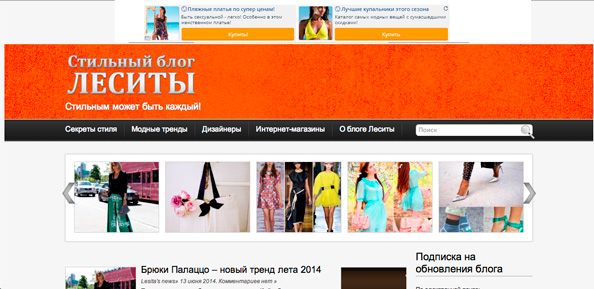 Пляжные платья по супер ценам!
Быть сексуальной - легко! Особенно в этом
качественном платье!
Купить!
Лучшие купальники этого сезона
Каталог самых модных вещей с сумасшедшими
скидками!
Купить
Стильный блог
ЛЕСИТЫ
Стильным может быть каждый!
Секреты стиля
Модные тренды
Дизайнеры
Интернет-магазины
О блоге Леситы
Поиск
Брюки Палаццо – новый тренд лета 2014
Lesita's news» 13 июня 2014. Комментариев нет »
Подписка на
обновления блога